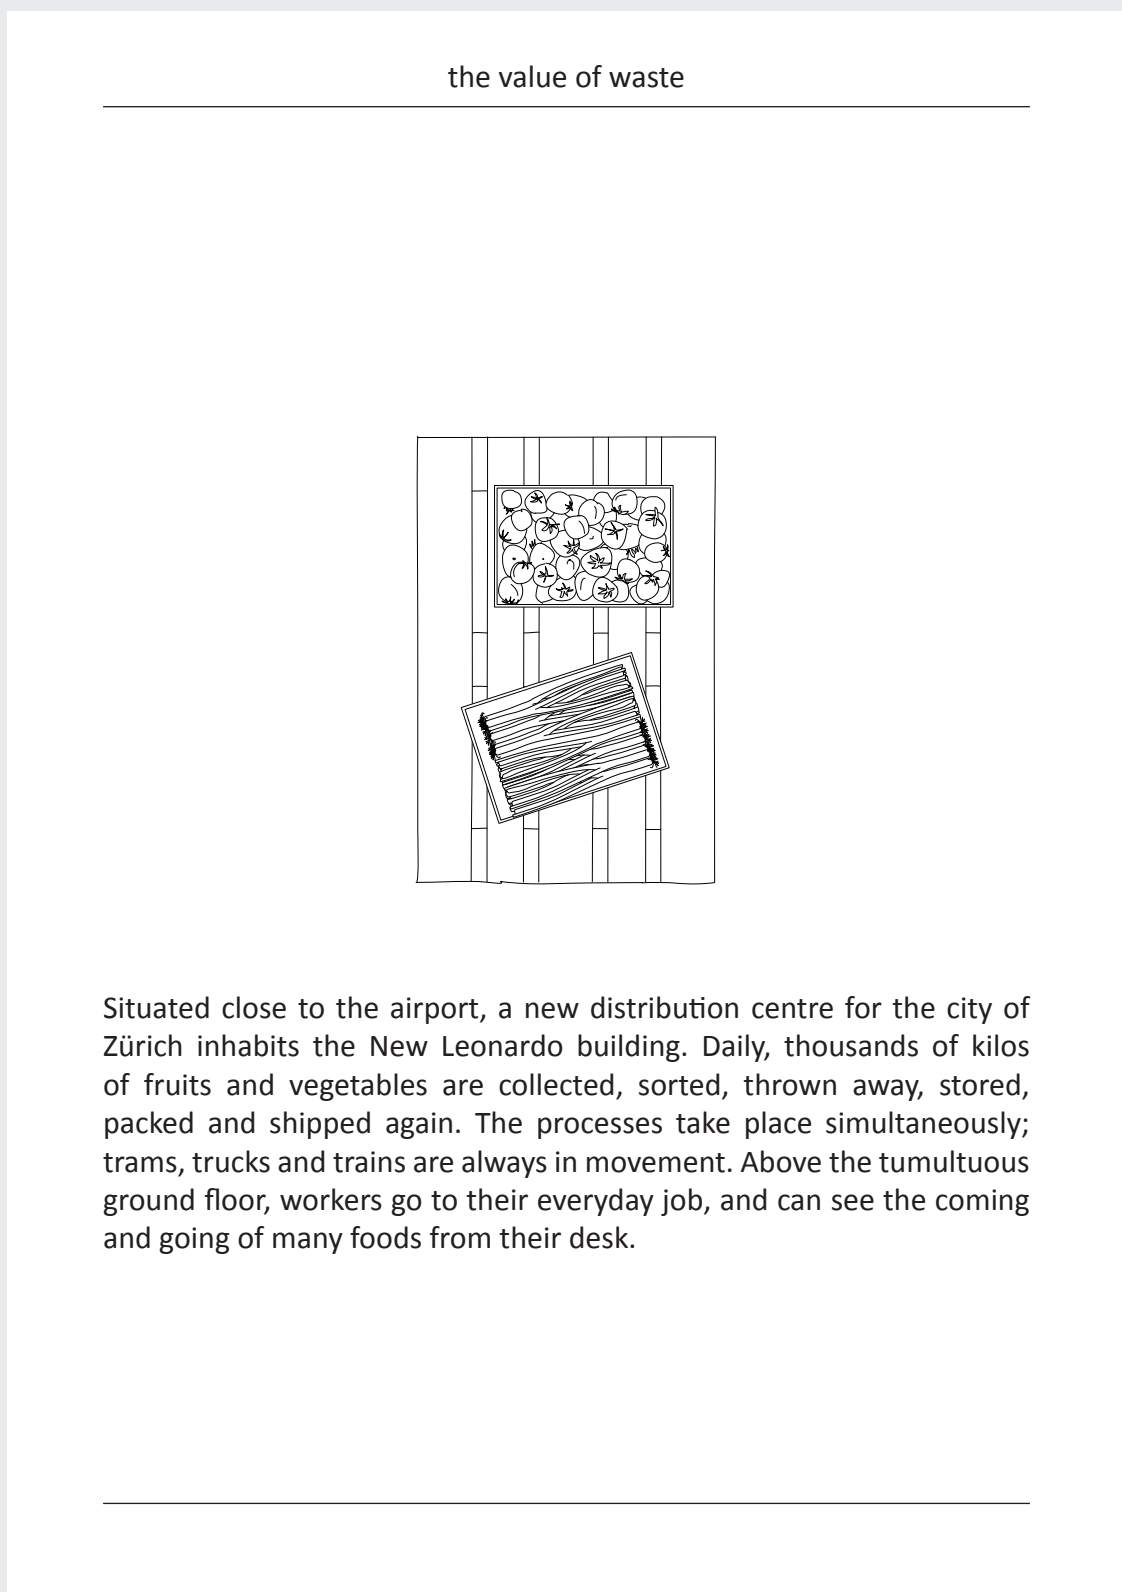 the value of waste
Situated close to the airport, a new distribution centre for the city of
Zürich inhabits the New Leonardo building. Daily, thousands of kilos
of fruits and vegetables are collected, sorted, thrown away, stored,
packed and shipped again. The processes take place simultaneously;
trams, trucks and trains are always in movement. Above the tumultuous
ground floor, workers go to their everyday job, and can see the coming
and going of many foods from their desk.